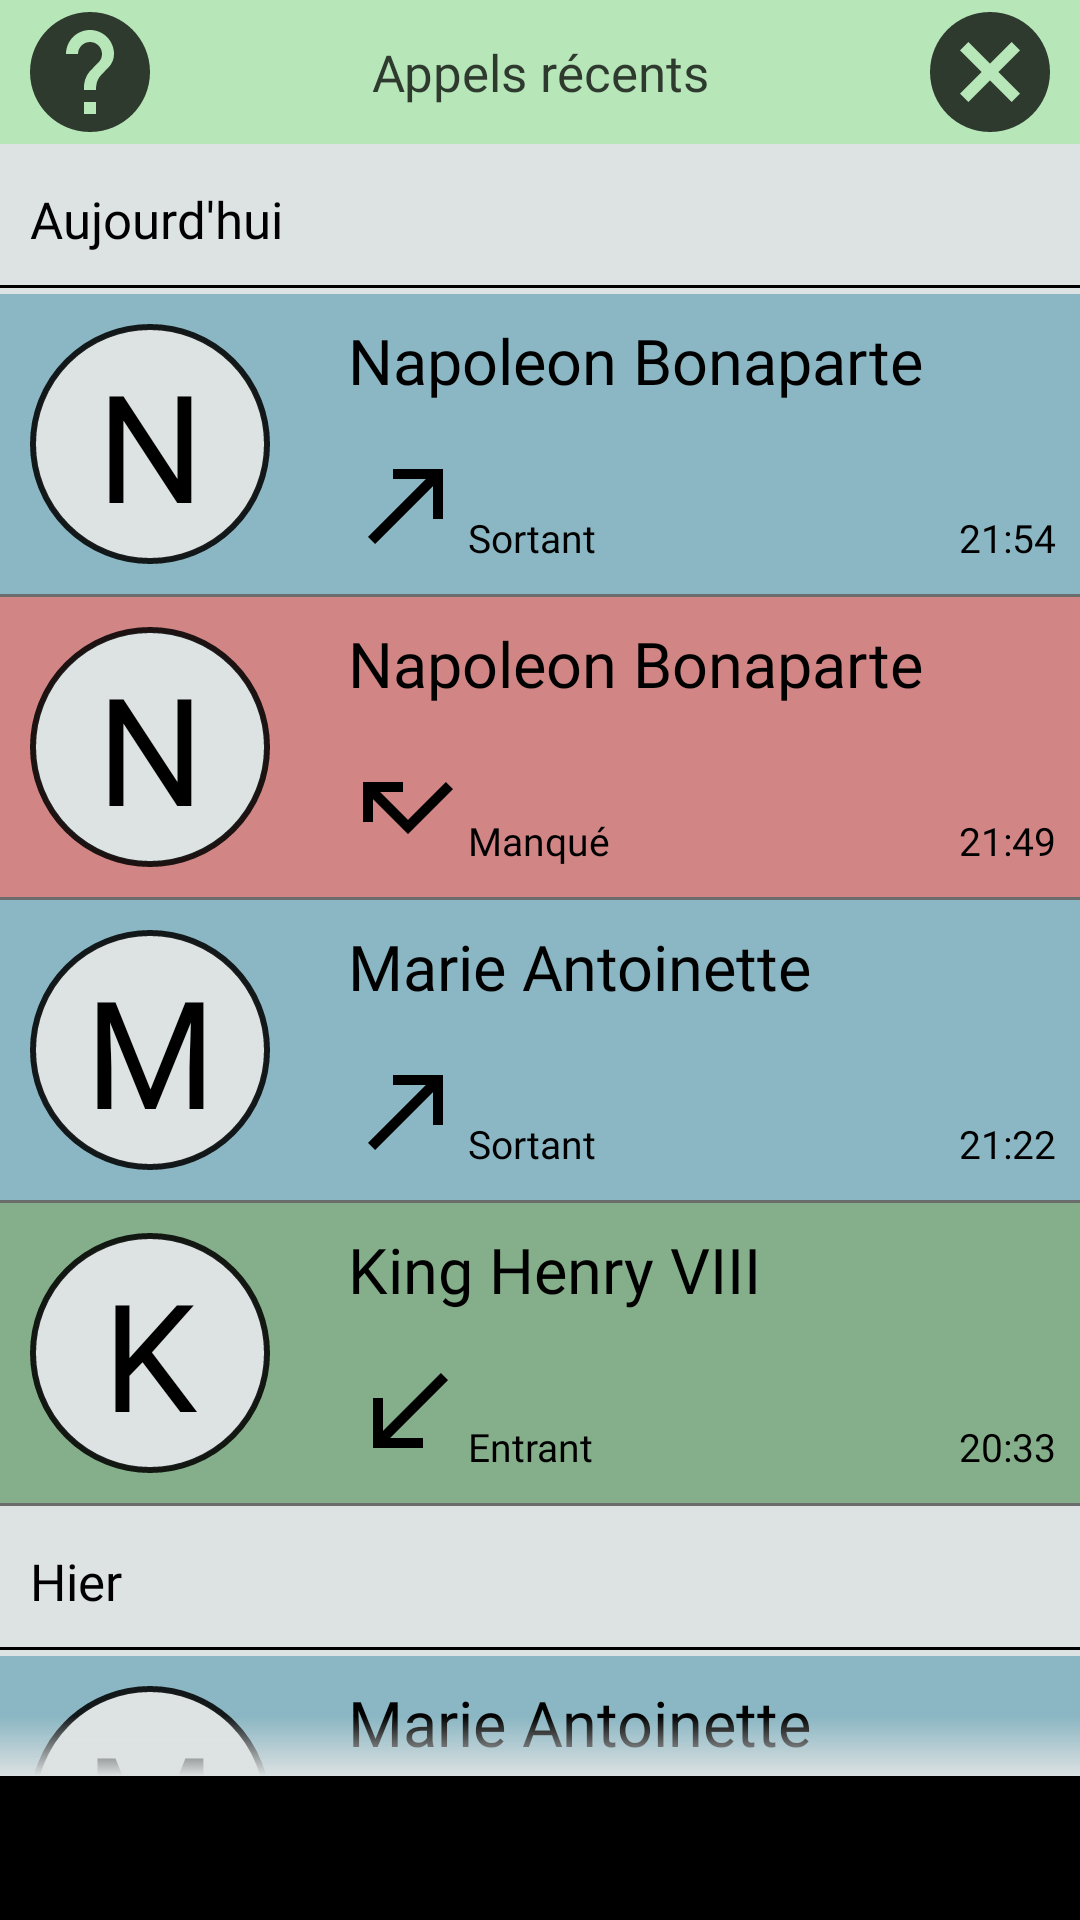 Appels récents
Aujourd'hui
N
Napoleon Bonaparte
Sortant 21:54
N
Napoleon Bonaparte
Manqué 21:49
M
Marie Antoinette
Sortant 21:22
K
King Henry VIII
Entrant 20:33
Hier
Marie Antoinette
M